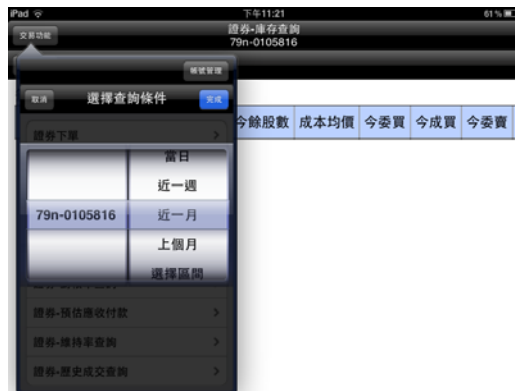 iPad 下午11:21 61%
交易功能
證券-庫存查詢
79n-0105816
帳號管理
取消 選擇查詢條件 完成
今餘股數 成本均價 今委買 今成買 今委賣
證券下單
當日
近一週
79n-0105816 近一月
上個月
選擇區間
證券-預估應收付款
證券-維持率查詢
證券-歷史成交查詢